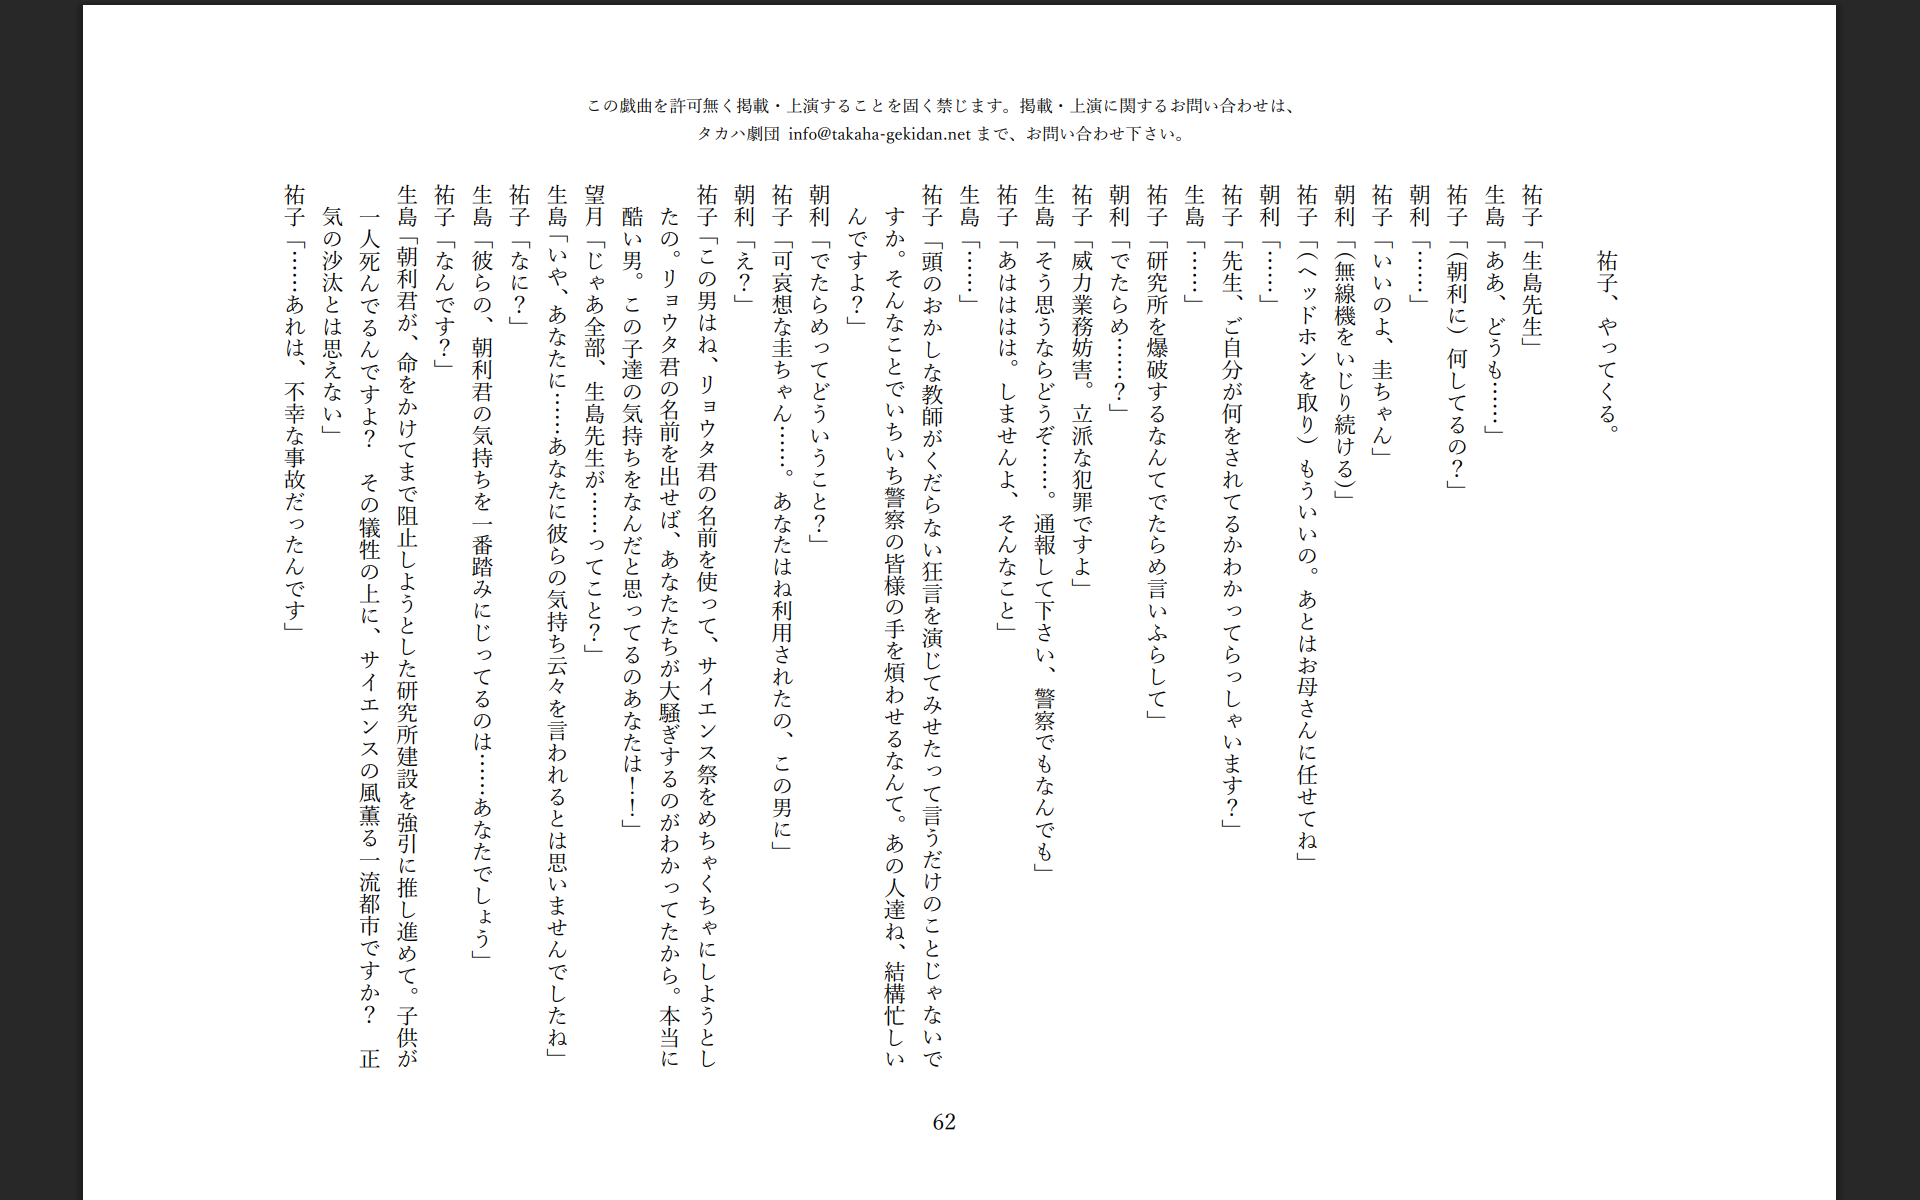 この戯曲を許可無く掲載・上演することを固く禁じます。掲載・上演に関するお問い合わせは、
タカハ劇団 info@takaha-gekidan.net まで、お問い合わせ下さい。
祐子、やってくる。
祐子「生島先生」
生島「ああ、どうも……」
祐子「（朝利に）何してるの？」
朝利「……」
祐子「いいのよ、圭ちゃん」
朝利「（無線機をいじり続ける）」
祐子「（ヘッドホンを取り）もういいの。あとはお母さんに任せてね」
朝利「……」
祐子「先生、ご自分が何をされてるかわかってらっしゃいます？」
生島「……」
祐子「研究所を爆破するなんてでたらめ言いふらして」
朝利「でたらめ……？」
祐子「威力業務妨害。立派な犯罪ですよ」
生島「そう思うならどうぞ……。通報して下さい、警察でもなんでも」
祐子「あはははは。しませんよ、そんなこと」
生島「……」
祐子「頭のおかしな教師がくだらない狂言を演じてみせたって言うだけのことじゃないで
すか。そんなことでいちいち警察の皆様の手を煩わせるなんて。あの人達ね、結構忙しい
んですよ？」
朝利「でたらめってどういうこと？」
祐子「可哀想な圭ちゃん……。あなたはね利用されたの、この男に」
朝利「え？」
祐子「この男はね、リョウタ君の名前を使って、サイエンス祭をめちゃくちゃにしようとし
たの。リョウタ君の名前を出せば、あなたたちが大騒ぎするのがわかってたから。本当に
酷い男。この子達の気持ちをなんだと思ってるのあなたは！！」
望月「じゃあ全部、生島先生が……ってこと？」
生島「いや、あなたに……あなたに彼らの気持ち云々を言われるとは思いませんでしたね」
祐子「なに？」
生島「彼らの、朝利君の気持ちを一番踏みにじってるのは……あなたでしょう」
祐子「なんです？」
生島「朝利君が、命をかけてまで阻止しようとした研究所建設を強引に推し進めて。子供が
一人死んでるんですよ？　その犠牲の上に、サイエンスの風薫る一流都市ですか？　正
気の沙汰とは思えない」
祐子「……あれは、不幸な事故だったんです」
62